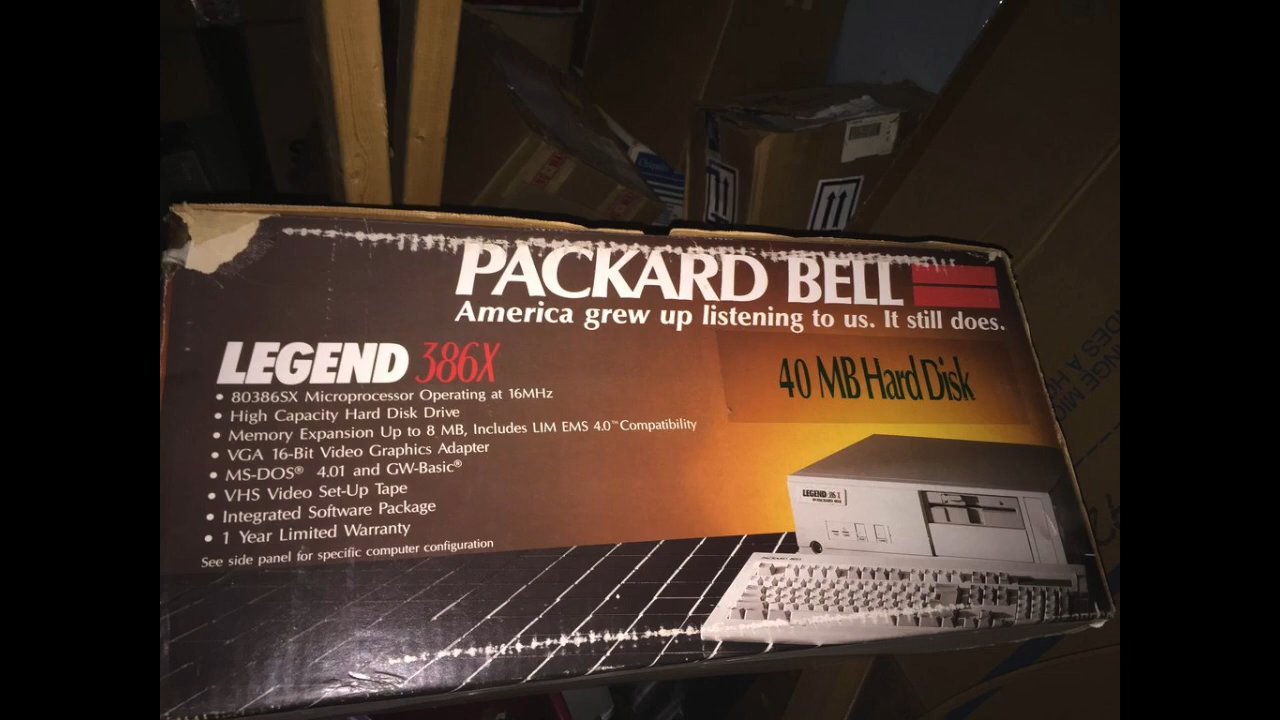 PACKARD BELL
America grew up listening to us. It still does.
LEGEND 386X
40 MB Hard Disk
• 80386SX Microprocessor Operating at 16MHz
• High Capacity Hard Disk Drive
• Memory Expansion Up to 8 MB, Includes LIM EMS 4.0™ Compatibility
• VGA 16-Bit Video Graphics Adapter
• MS-DOS® 4.01 and GW-Basic®
• VHS Video Set-Up Tape
• Integrated Software Package
• 1 Year Limited Warranty
See side panel for specific computer configuration
LEGEND 386X
PACKARD BELL